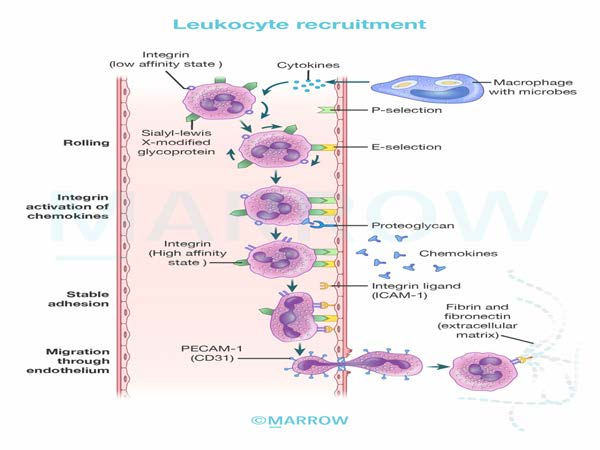 Leukocyte recruitment
Integrin
(low affinity state )
Cytokines
Macrophage
with microbes
P-selection
Sialyl-lewis
X-modified
glycoprotein
Rolling
E-selection
Integrin
activation of
chemokines
Proteoglycan
Integrin
(High affinity
state )
Chemokines
Integrin ligand
(ICAM-1)
Stable
adhesion
Fibrin and
fibronectin
(extracellular
matrix)
PECAM-1
(CD31)
Migration through
endothelium
MARROW
©MARROW